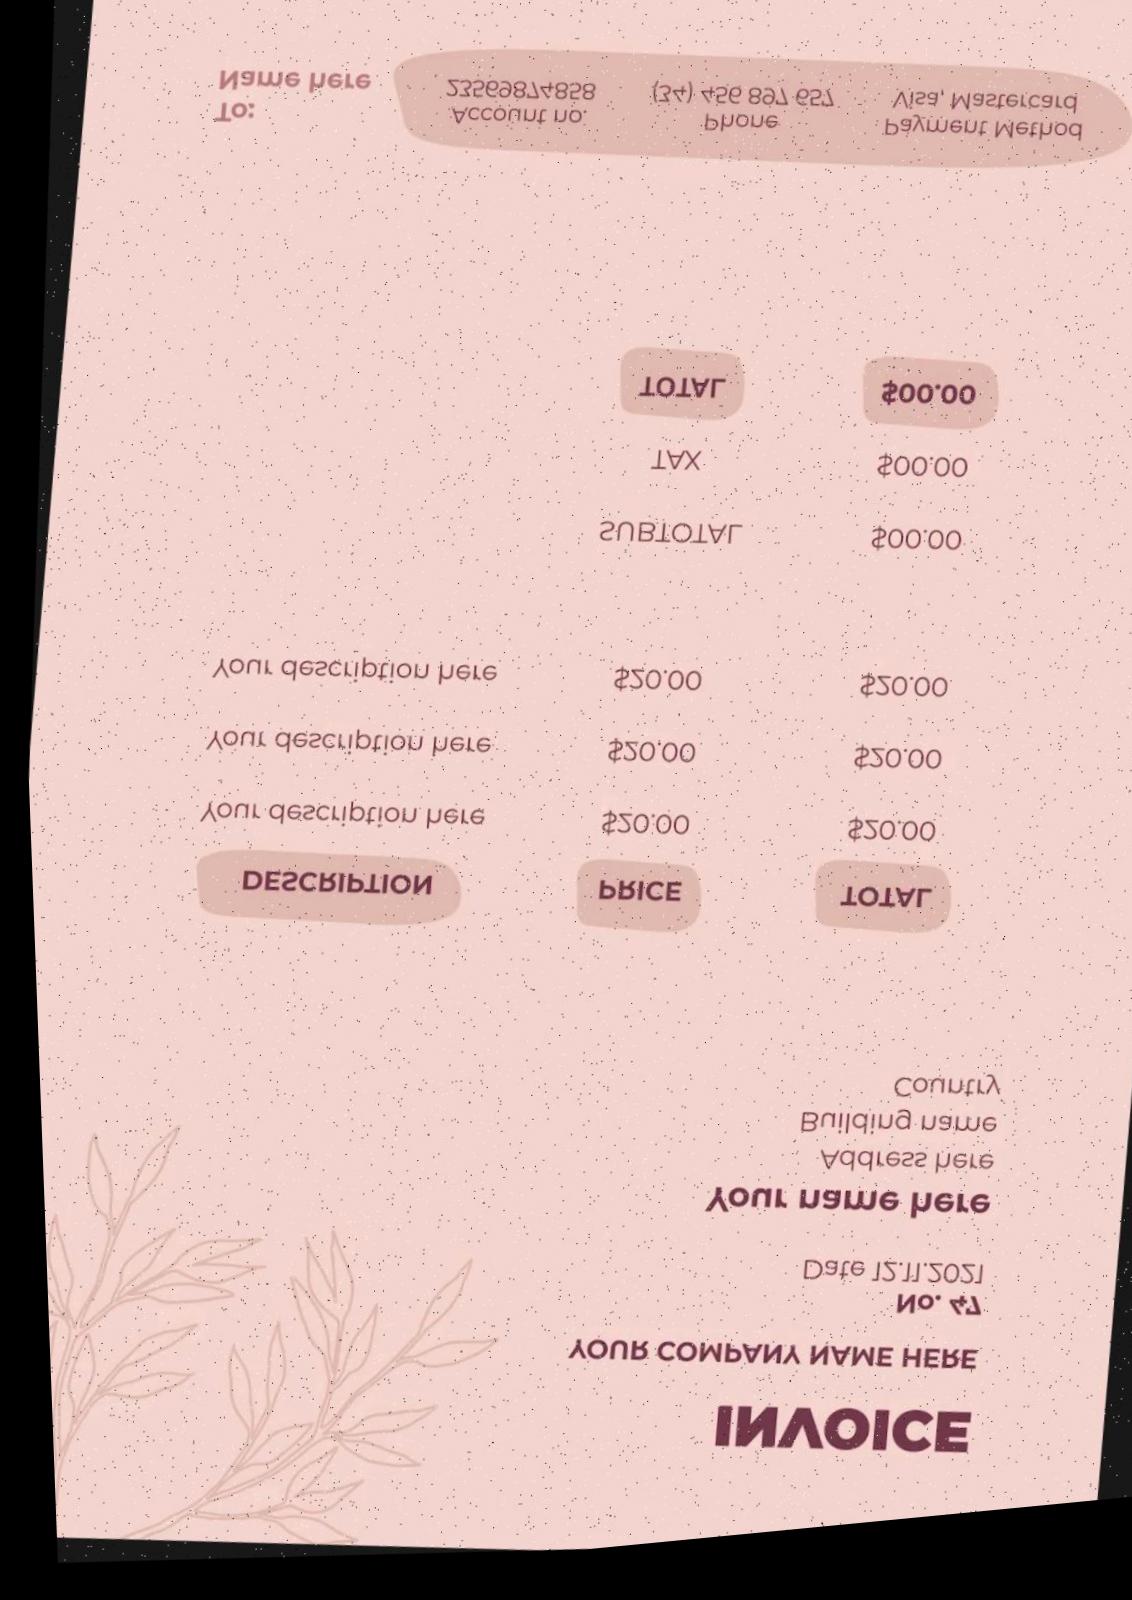 INVOICE
YOUR COMPANY NAME HERE
No. 47
Date 12.11.2021
Your name here
Address here
Building name
Country
DESCRIPTION PRICE TOTAL
Your description here $20.00 $20.00
Your description here $20.00 $20.00
Your description here $20.00 $20.00
SUBTOTAL $00.00
TAX $00.00
TOTAL $00.00
To:
Name here
Account no. Phone Payment Method
23569874858 (34) 456 897 657 Visa, Mastercard